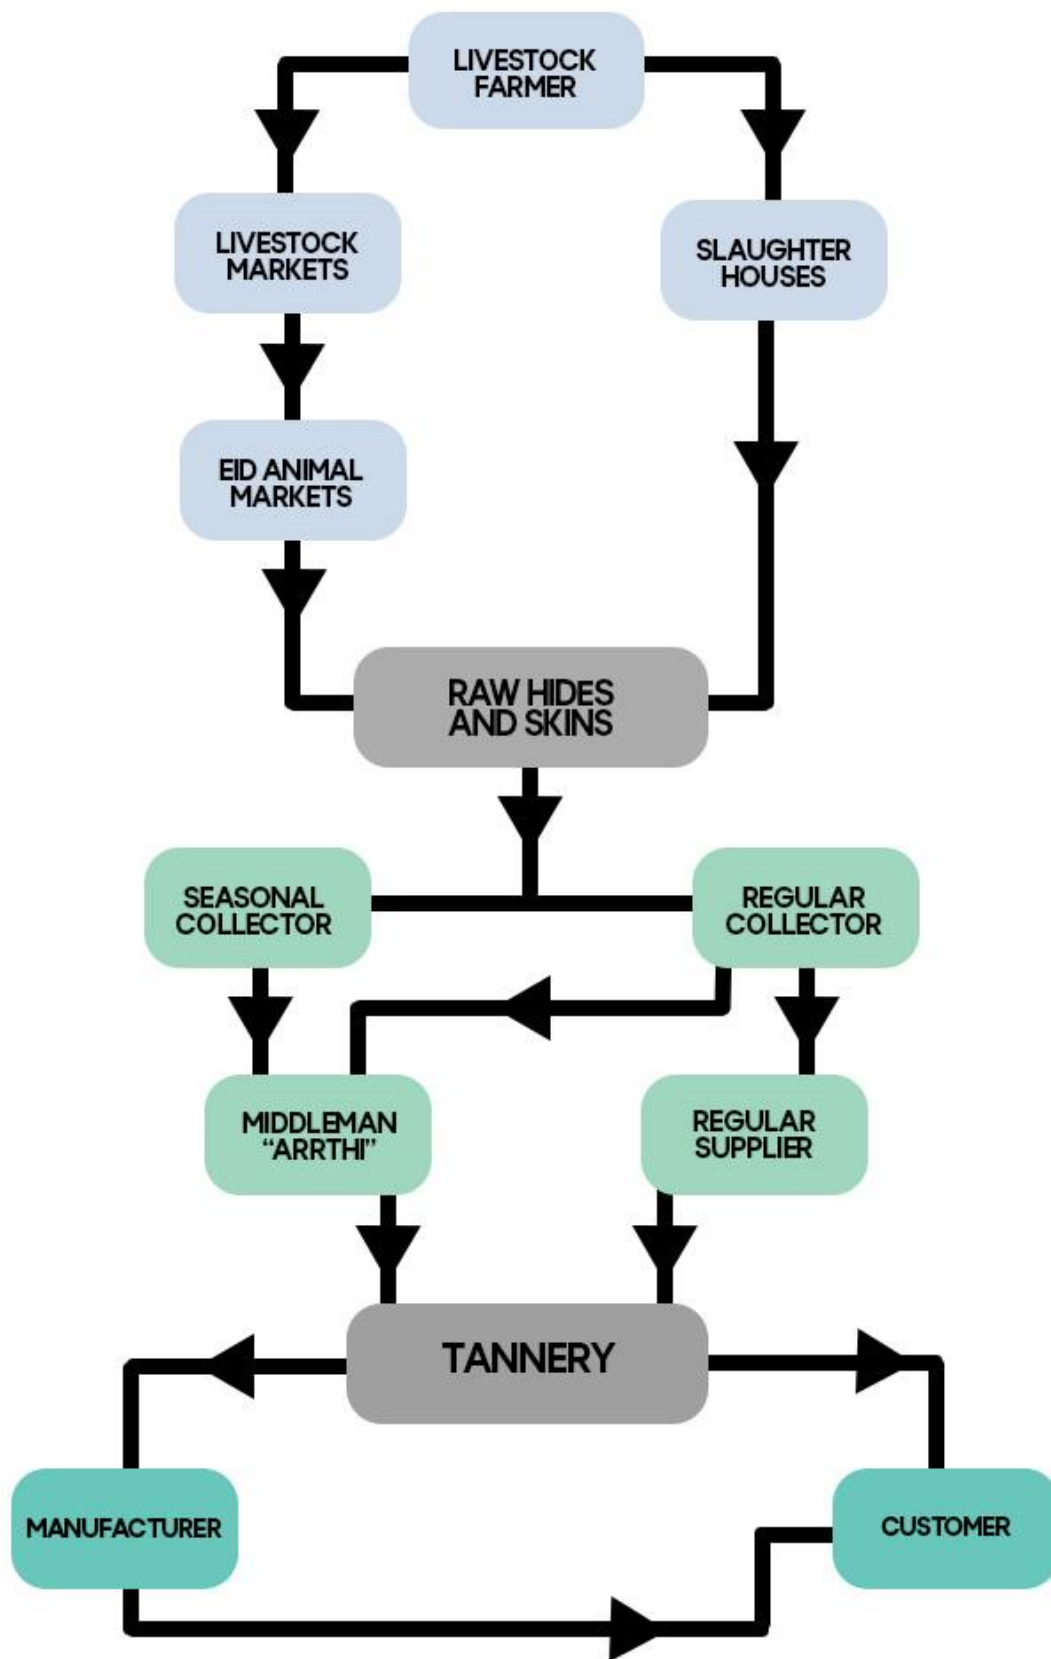 LIVESTOCK
FARMER
LIVESTOCK
MARKETS
SLAUGHTER
HOUSES
EID ANIMAL
MARKETS
RAW HIDES
AND SKINS
SEASONAL
COLLECTOR
REGULAR
COLLECTOR
MIDDLEMAN
“ARRTHI”
REGULAR
SUPPLIER
TANNERY
MANUFACTURER
CUSTOMER